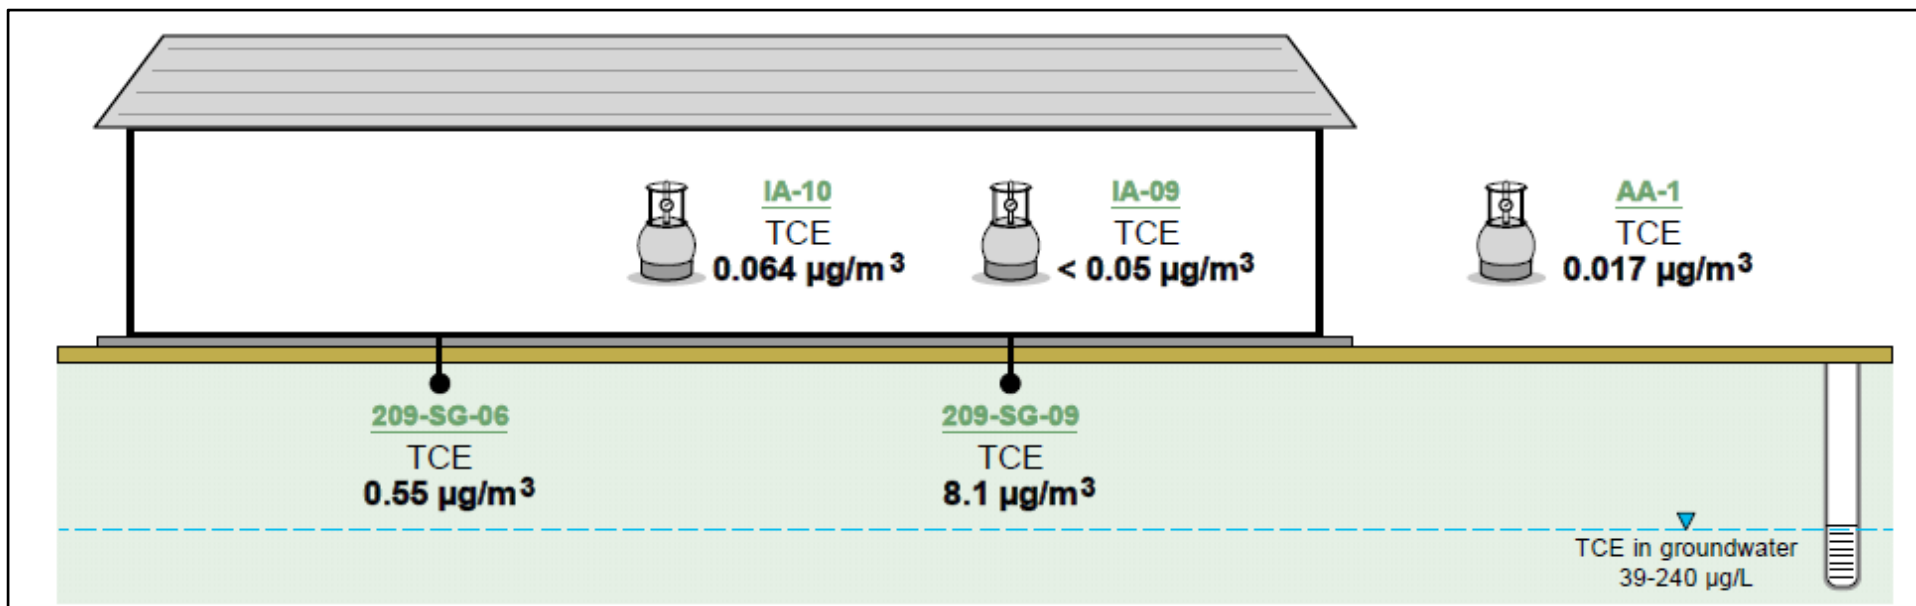 IA-10
TCE
0.064 µg/m³
IA-09
TCE
< 0.05 µg/m³
AA-1
TCE
0.017 µg/m³
209-SG-06
TCE
0.55 µg/m³
209-SG-09
TCE
8.1 µg/m³
TCE in groundwater
39-240 µg/L